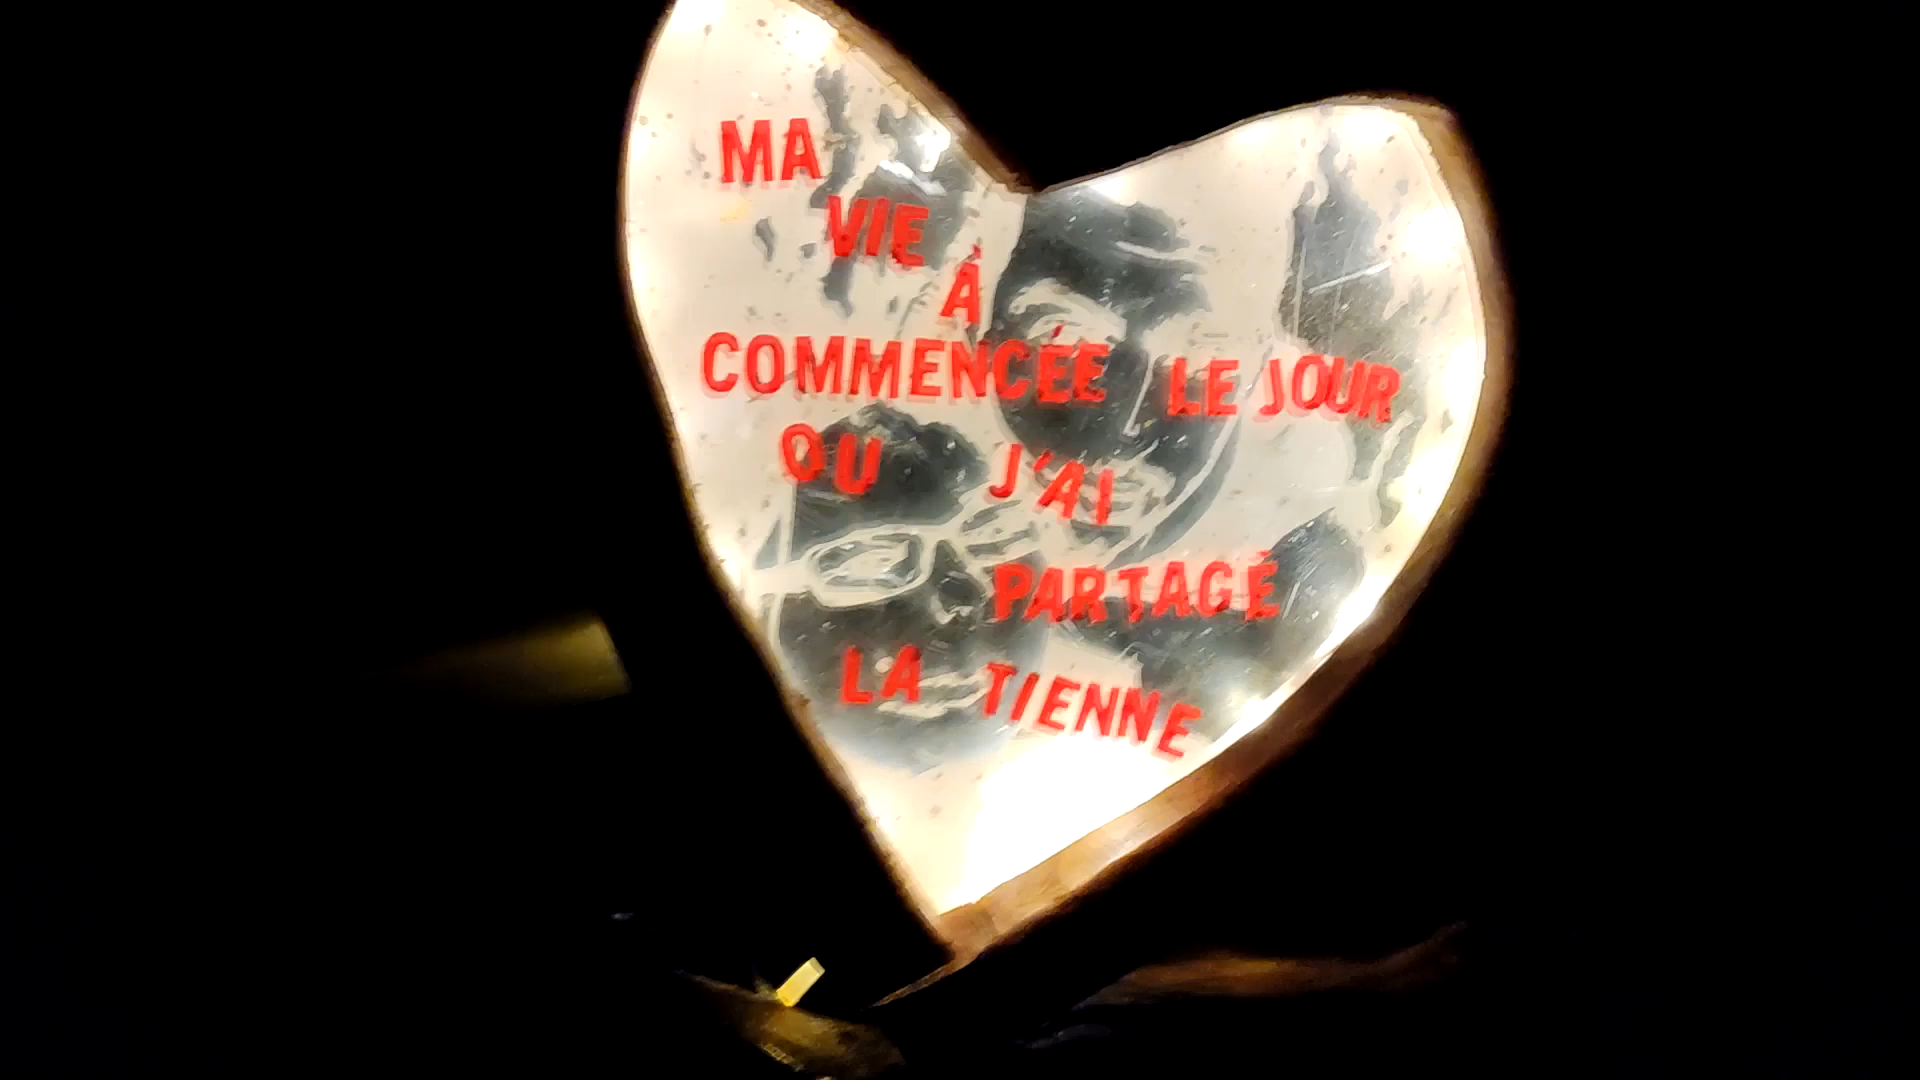 MA
VIE
À
COMMENCÉE LE JOUR
OU J'AI
PARTAGÉ
LA TIENNE